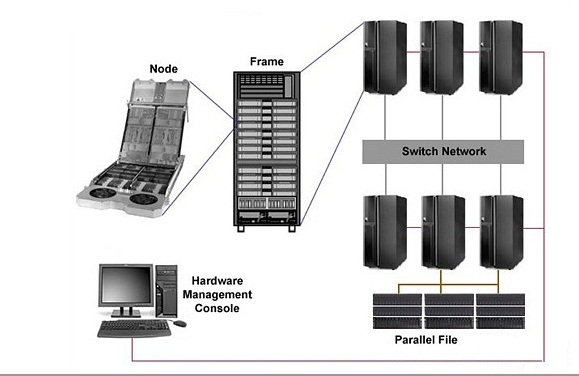 Node
Frame
Switch Network
Hardware
Management
Console
Parallel File